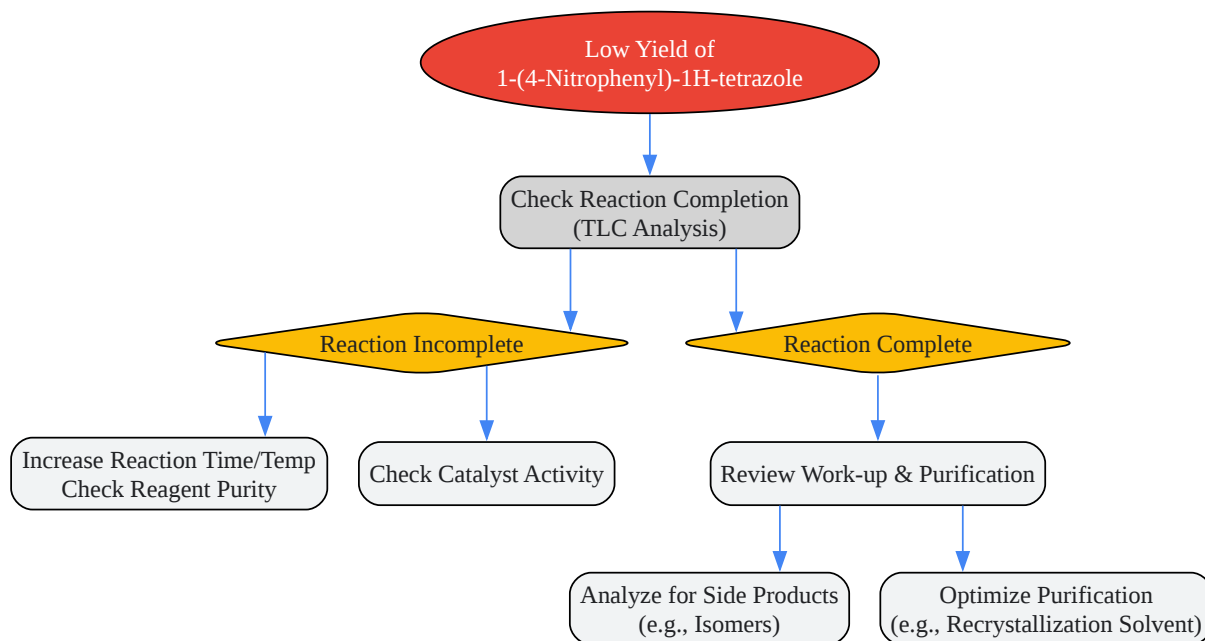 Low Yield of
1-(4-Nitrophenyl)-1H-tetrazole
Check Reaction Completion
(TLC Analysis)
Reaction Incomplete
Reaction Complete
Increase Reaction Time/Temp
Check Reagent Purity
Check Catalyst Activity
Review Work-up & Purification
Analyze for Side Products
(e.g., Isomers)
Optimize Purification
(e.g., Recrystallization Solvent)